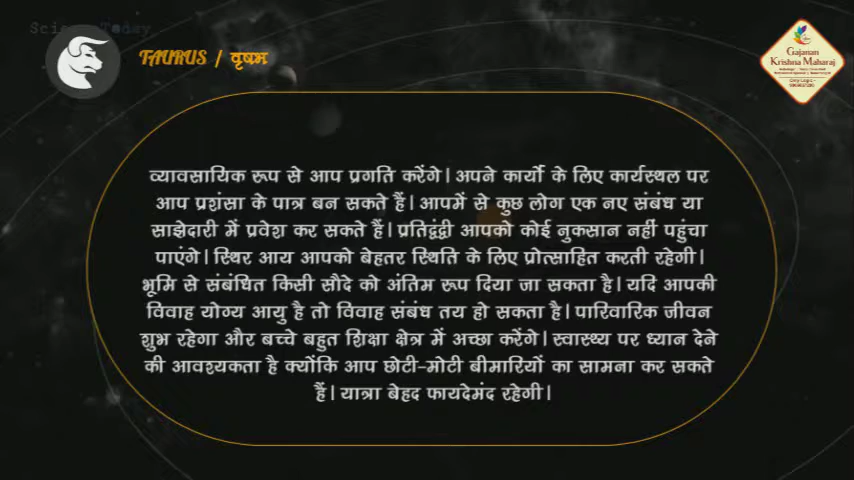 Science Today
TAURUS / वृषभ
Gajanan
Krishna Maharaj
व्यावसायिक रूप से आप प्रगति करेंगे। अपने कार्यों के लिए कार्यस्थल पर
आप प्रशंसा के पात्र बन सकते हैं। आपमें से कुछ लोग एक नए संबंध या
साझेदारी में प्रवेश कर सकते हैं। प्रतिद्वंद्वी आपको कोई नुकसान नहीं पहुंचा
पाएंगे। स्थिर आय आपको बेहतर स्थिति के लिए प्रोत्साहित करती रहेगी।
भूमि से संबंधित किसी सौदे को अंतिम रूप दिया जा सकता है। यदि आपकी
विवाह योग्य आयु है तो विवाह संबंध तय हो सकता है। पारिवारिक जीवन
शुभ रहेगा और बच्चे बहुत शिक्षा क्षेत्र में अच्छा करेंगे। स्वास्थ्य पर ध्यान देने
की आवश्यकता है क्योंकि आप छोटी-मोटी बीमारियों का सामना कर सकते
हैं। यात्रा बेहद फायदेमंद रहेगी।